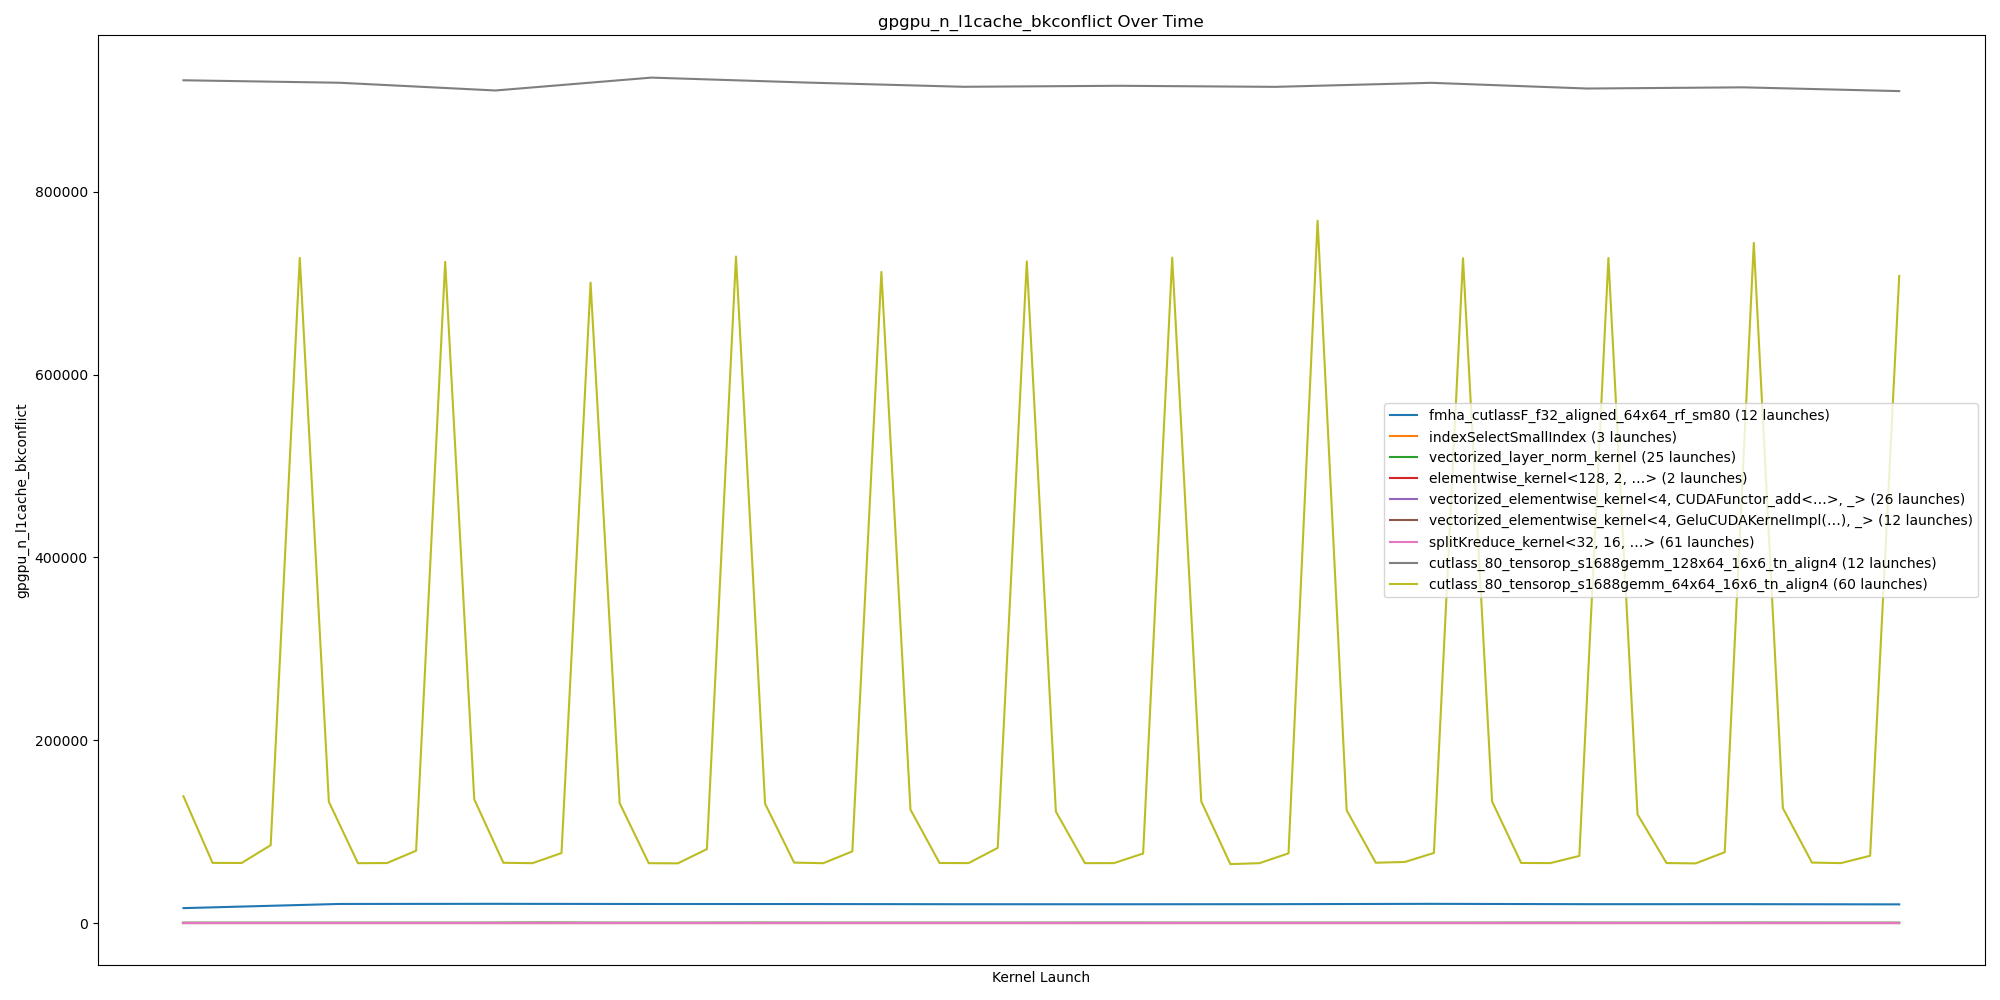 gpgpu_n_l1cache_bkconflict Over Time
gpgpu_n_l1cache_bkconflict
800000
600000
400000
200000
0
fmha_cutlassF_f32_aligned_64x64_rf_sm80 (12 launches)
indexSelectSmallIndex (3 launches)
vectorized_layer_norm_kernel (25 launches)
elementwise_kernel<128, 2, ...> (2 launches)
vectorized_elementwise_kernel<4, CUDAFunctor_add<...>, _> (26 launches)
vectorized_elementwise_kernel<4, GeluCUDAKernelImpl(...), _> (12 launches)
splitKreduce_kernel<32, 16, ...> (61 launches)
cutlass_80_tensorop_s1688gemm_128x64_16x6_tn_align4 (12 launches)
cutlass_80_tensorop_s1688gemm_64x64_16x6_tn_align4 (60 launches)
Kernel Launch